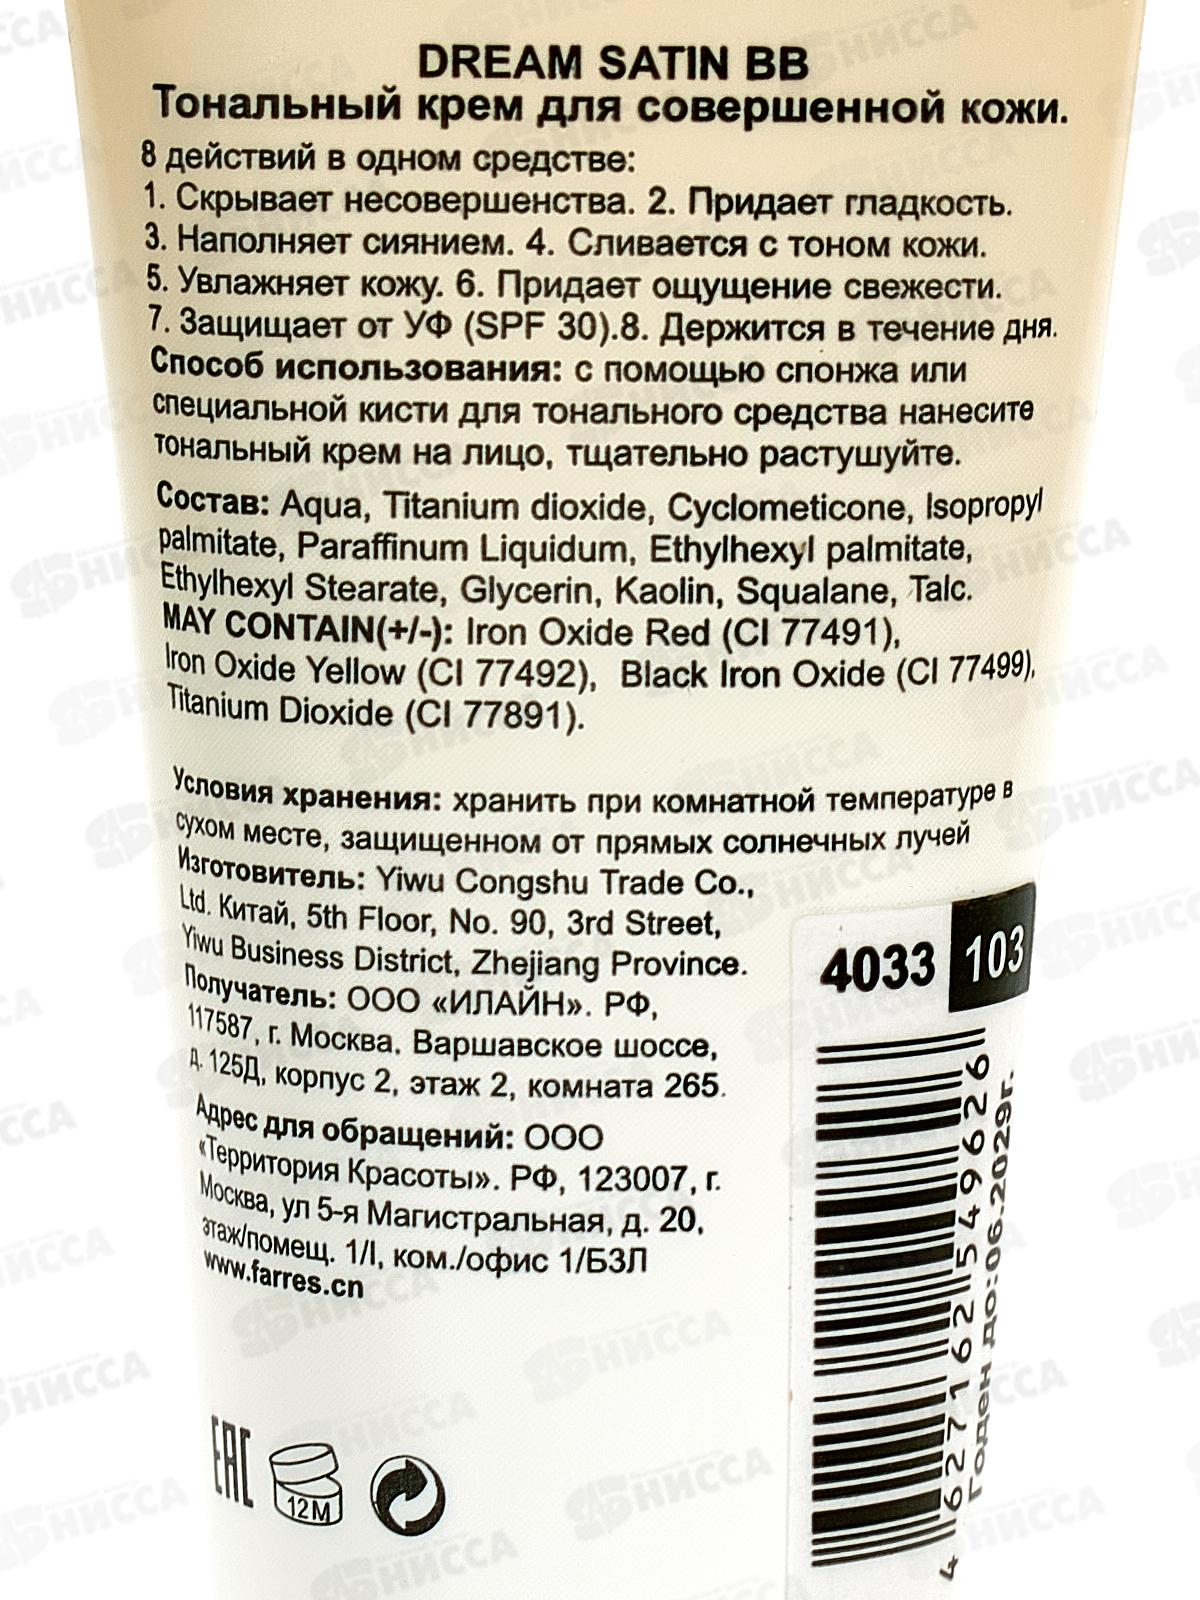 DREAM SATIN BB
Тональный крем для совершенной кожи.
8 действий в одном средстве:
1. Скрывает несовершенства. 2. Придает гладкость.
3. Наполняет сиянием. 4. Сливается с тоном кожи.
5. Увлажняет кожу. 6. Придает ощущение свежести.
7. Защищает от УФ (SPF 30).8. Держится в течение дня.
Способ использования: с помощью спонжа или
специальной кисти для тонального средства нанесите
тональный крем на лицо, тщательно растушуйте.
Состав: Aqua, Titanium dioxide, Cyclometicone, Isopropyl
palmitate, Paraffinum Liquidum, Ethylhexyl palmitate,
Ethylhexyl Stearate, Glycerin, Kaolin, Squalane, Talc.
MAY CONTAIN(+/-): Iron Oxide Red (CI 77491),
Iron Oxide Yellow (CI 77492), Black Iron Oxide (CI 77499),
Titanium Dioxide (CI 77891).
Условия хранения: хранить при комнатной температуре в
сухом месте, защищенном от прямых солнечных лучей
Изготовитель: Yiwu Congshu Trade Co.,
Ltd. Китай, 5th Floor, No. 90, 3rd Street,
Yiwu Business District, Zhejiang Province.
Получатель: ООО «ИЛАЙН». РФ,
117587, г. Москва. Варшавское шоссе,
д. 125Д, корпус 2, этаж 2, комната 265.
Адрес для обращений: ООО
«Территория Красоты». РФ, 123007, г.
Москва, ул 5-я Магистральная, д. 20,
этаж/помещ. 1/I, ком./офис 1/БЗЛ
www.farres.cn
4033 103
4 627162 549626
Годен до:06.2029г.
EAC
12M
НИССА